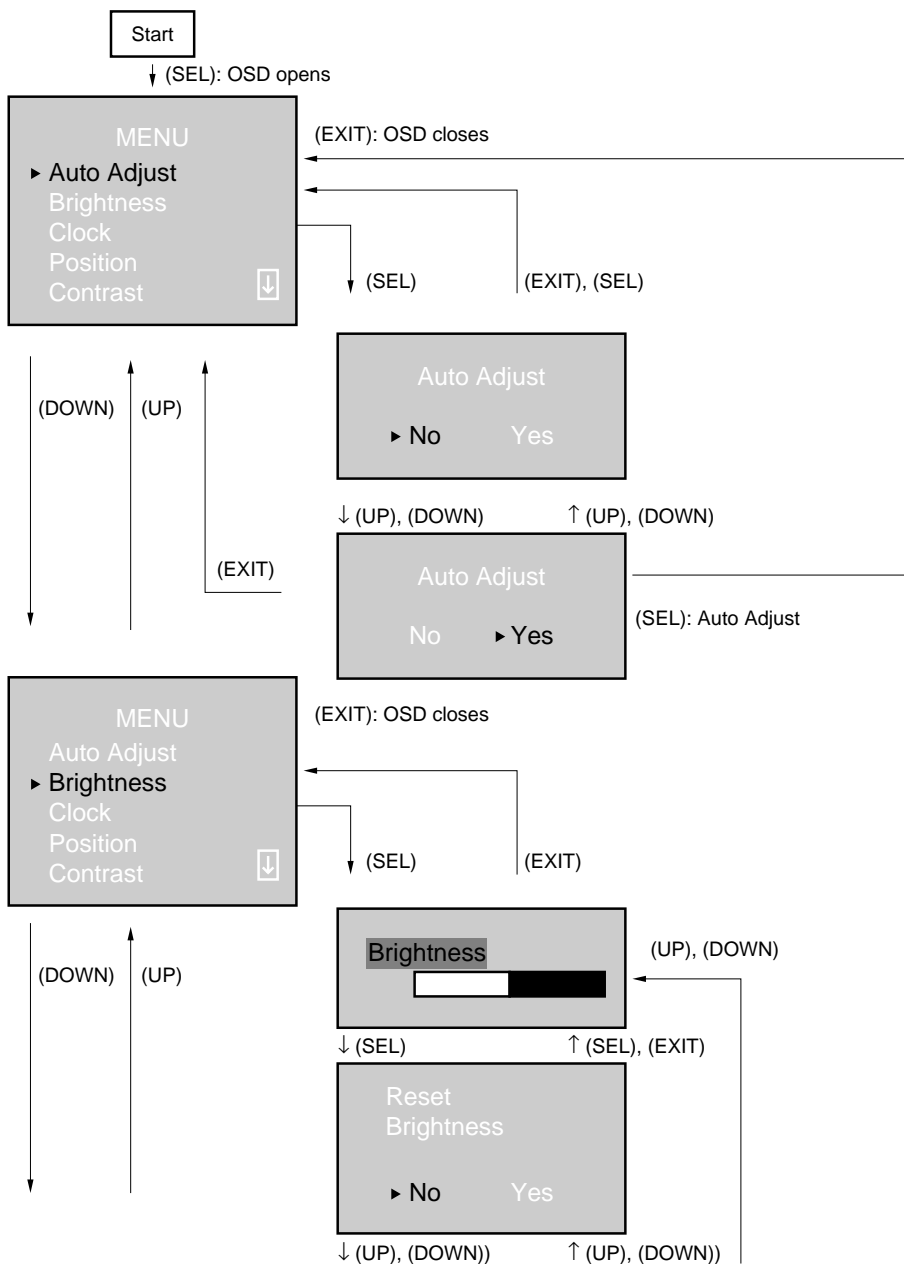 Start
↓ (SEL): OSD opens
MENU
▸ Auto Adjust
Brightness
Clock
Position
Contrast ↓
(EXIT): OSD closes
(SEL)
(EXIT), (SEL)
Auto Adjust
▸ No Yes
↓ (UP), (DOWN) ↑ (UP), (DOWN)
Auto Adjust
No ▸ Yes
(DOWN)
(UP)
(EXIT)
(SEL): Auto Adjust
MENU
Auto Adjust
▸ Brightness
Clock
Position
Contrast ↓
(EXIT): OSD closes
(SEL)
(EXIT)
Brightness
(UP), (DOWN)
↓ (SEL) ↑ (SEL), (EXIT)
Reset
Brightness
▸ No Yes
↓ (UP), (DOWN)) ↑ (UP), (DOWN))
(DOWN)
(UP)